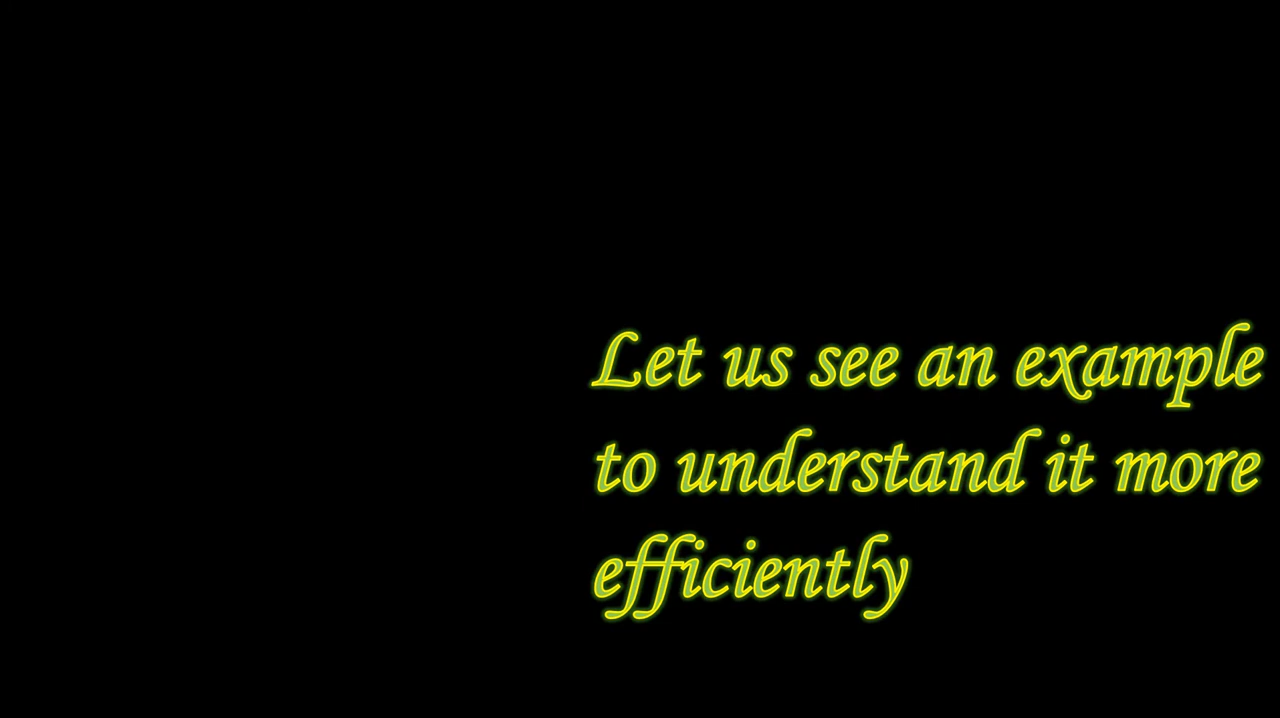 Let us see an example
to understand it more
efficiently